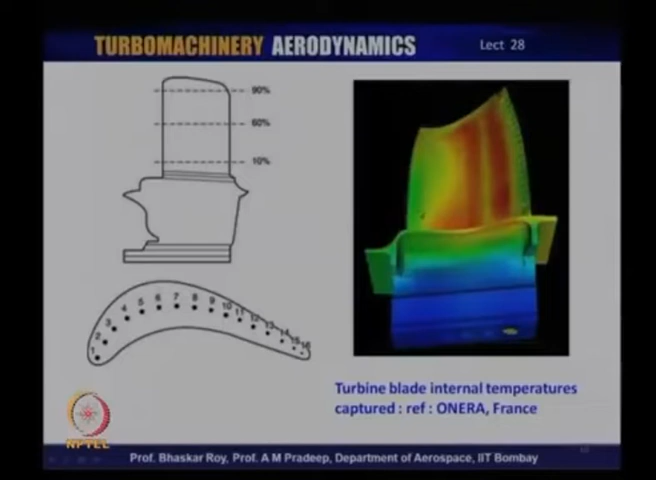 TURBOMACHINERY AERODYNAMICS
Lect 28
90%
60%
10%
1 2 3 4 5 6 7 8 9 10 11 12 13 14 15 16
Turbine blade internal temperatures
captured : ref : ONERA, France
NPTEL
Prof. Bhaskar Roy, Prof. A M Pradeep, Department of Aerospace, IIT Bombay